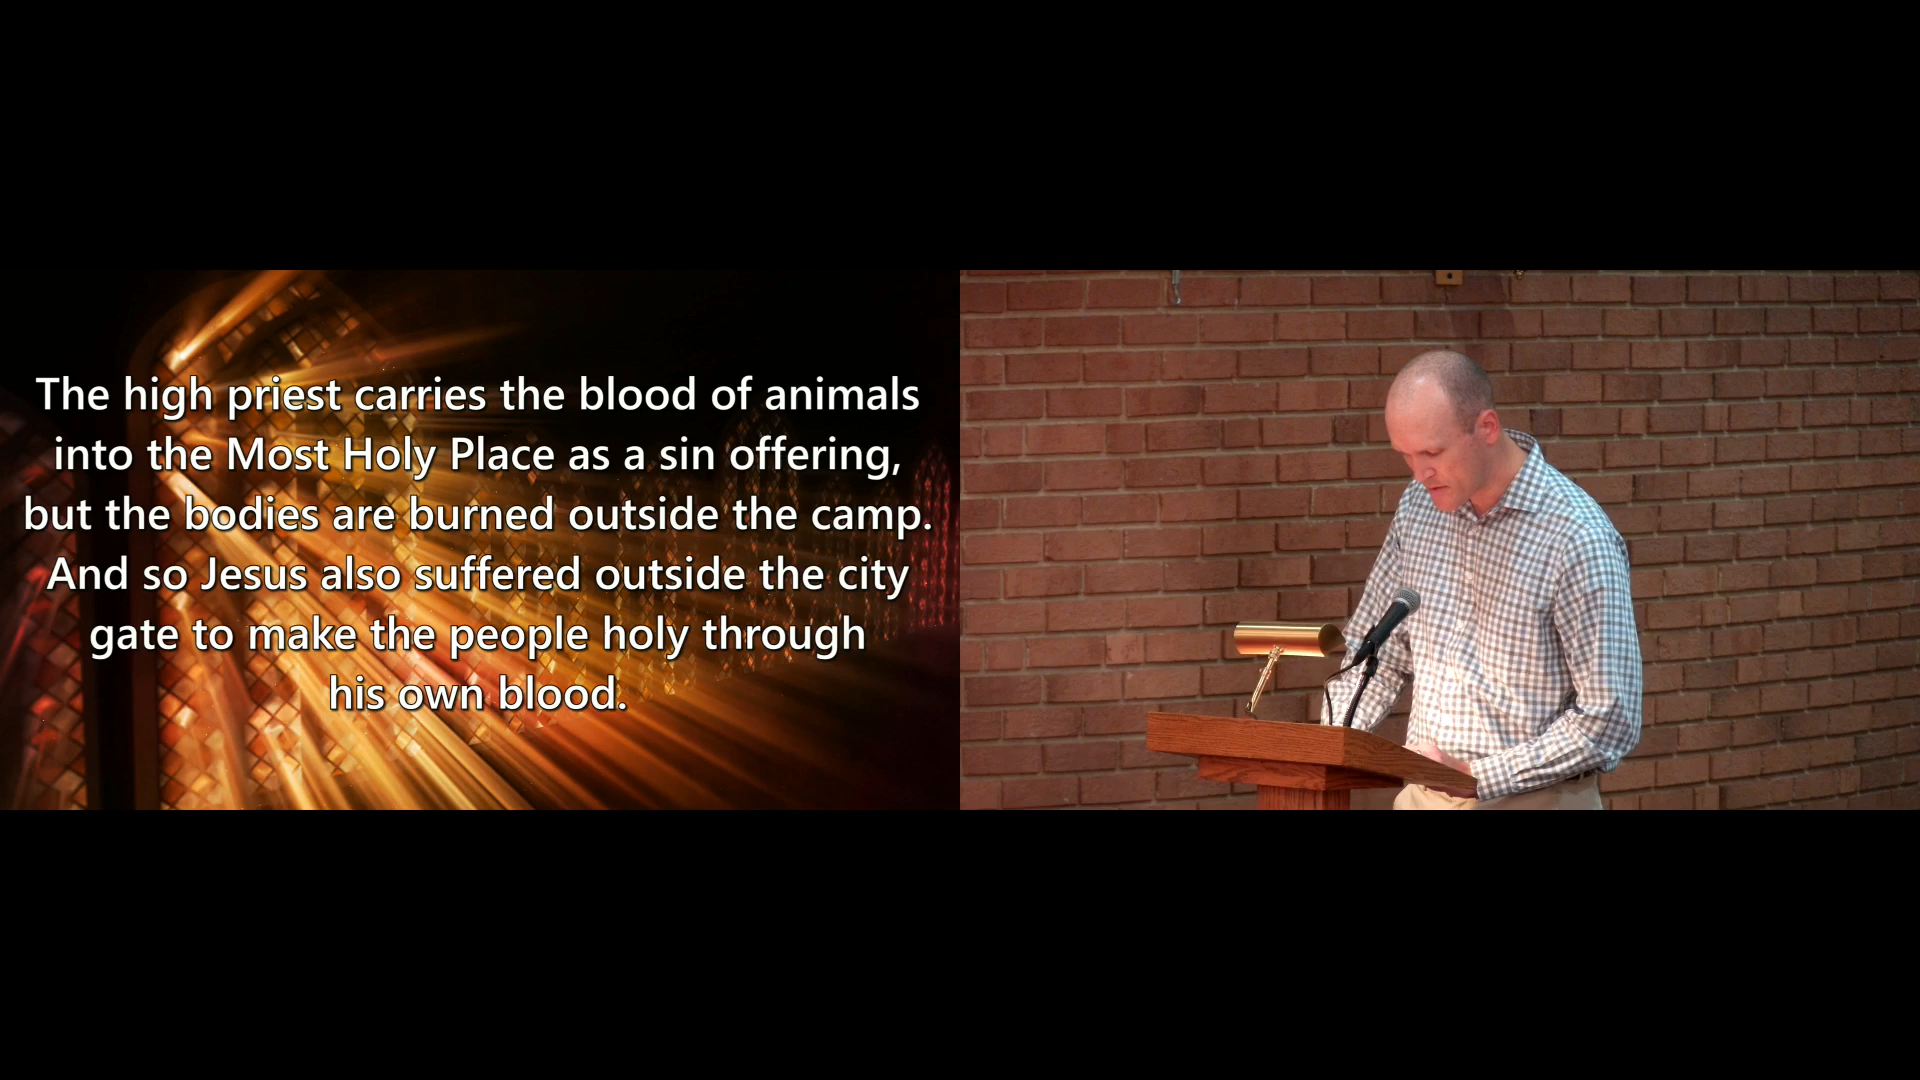 The high priest carries the blood of animals
into the Most Holy Place as a sin offering,
but the bodies are burned outside the camp.
And so Jesus also suffered outside the city
gate to make the people holy through
his own blood.